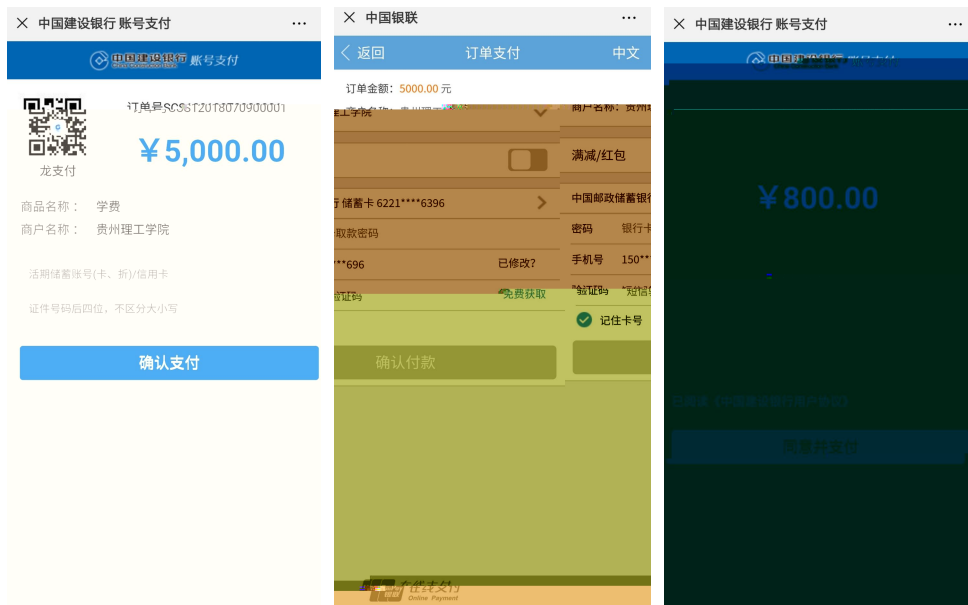 中国建设银行 账号支付
中国建设银行 账号支付
龙支付
¥5,000.00
商品名称： 学费
商户名称： 贵州理工学院
活期储蓄账号(卡、折)/信用卡
证件号码后四位，不区分大小写
确认支付
中国银联
返回 订单支付 中文
订单金额：5000.00 元
理工学院
商户名称：贵州
满减/红包
储蓄卡 6221****6396
取款密码
**696 已修改?
验证码 免费获取
确认付款
中国邮政储蓄银行
密码 银行卡
手机号 150**
验证码 短信
记住卡号
在线支付
Online Payment
中国建设银行 账号支付
中国建设银行 账号支付
¥800.00